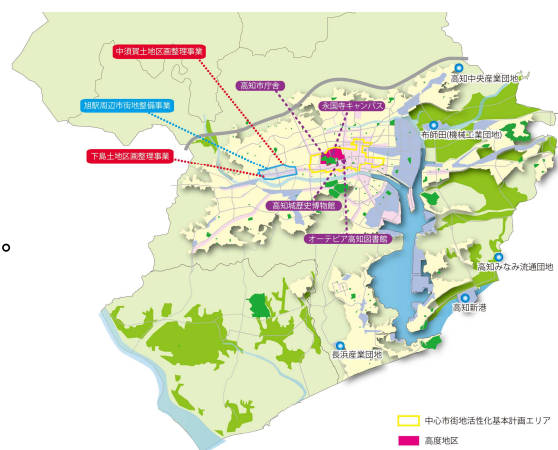 中須賀土地区画整理事業
高知中央産業団地
高知市庁舎
旭駅周辺市街地整備事業
永国寺キャンパス
布師田(機械工業団地)
下島土地区画整理事業
高知城歴史博物館
オーテピア高知図書館
。
高知みなみ流通団地
高知新港
長浜産業団地
中心市街地活性化基本計画エリア
高度地区